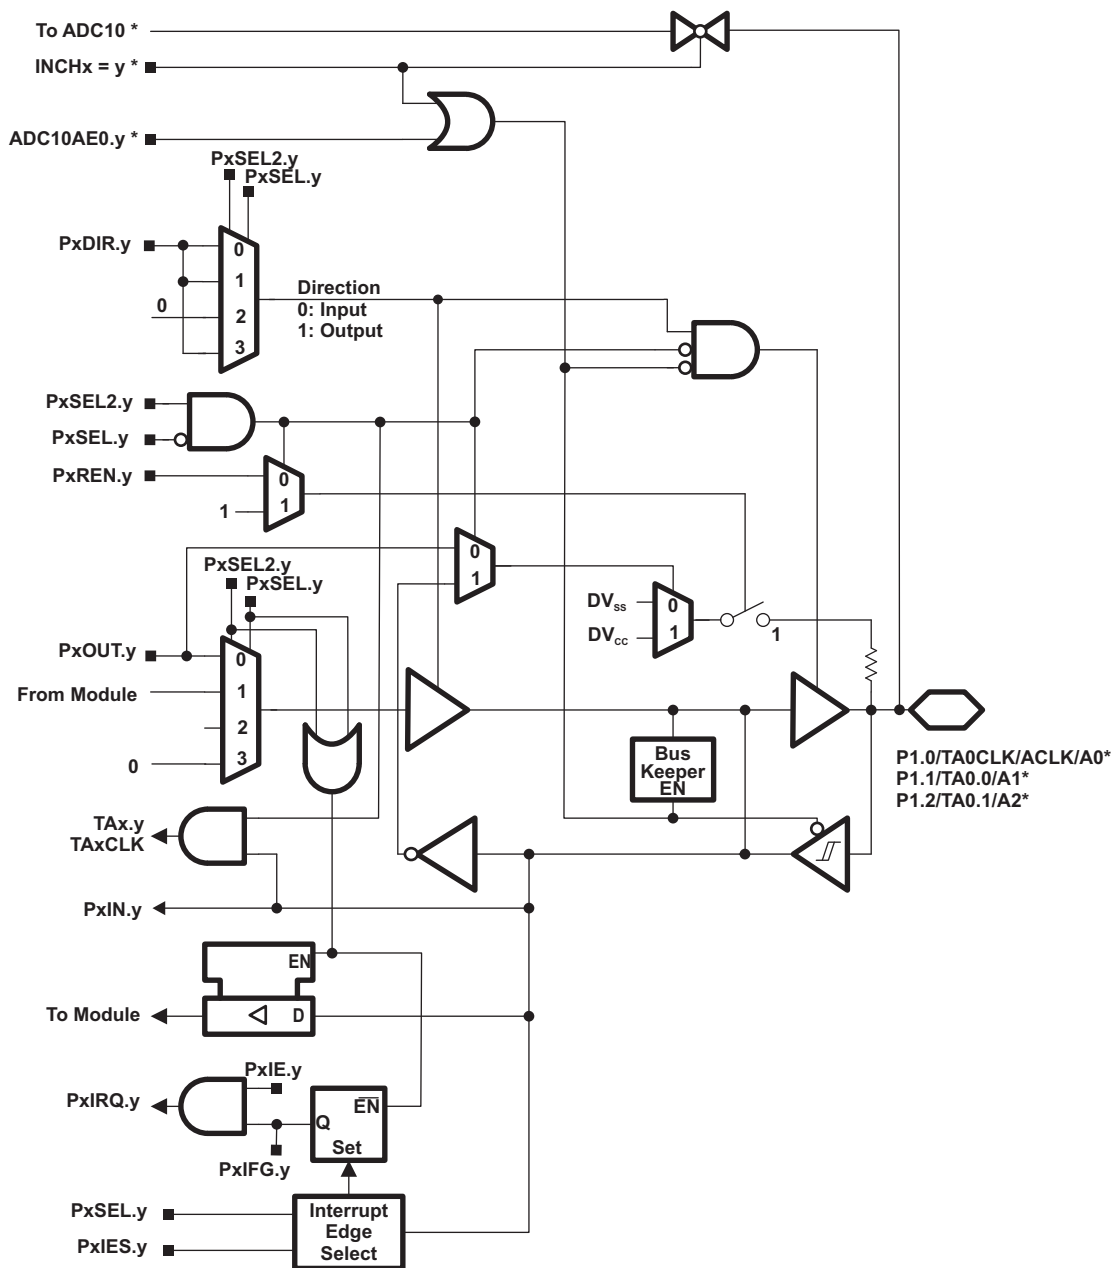 To ADC10 *
INCHx = y *
ADC10AE0.y *
PxSEL2.y
PxSEL.y
PxDIR.y
0
1
0
2
3
Direction
0: Input
1: Output
PxSEL2.y
PxSEL.y
PxREN.y
0
1
1
0
1
PxSEL2.y
PxSEL.y
DVSS
0
DVCC
1
1
PxOUT.y
0
From Module
1
2
0
3
Bus
Keeper
EN
P1.0/TA0CLK/ACLK/A0*
P1.1/TA0.0/A1*
P1.2/TA0.1/A2*
TAx.y
TAxCLK
PxIN.y
EN
To Module
D
PxIE.y
PxIRQ.y
EN
Q
Set
PxIFG.y
PxSEL.y
PxIES.y
Interrupt
Edge
Select